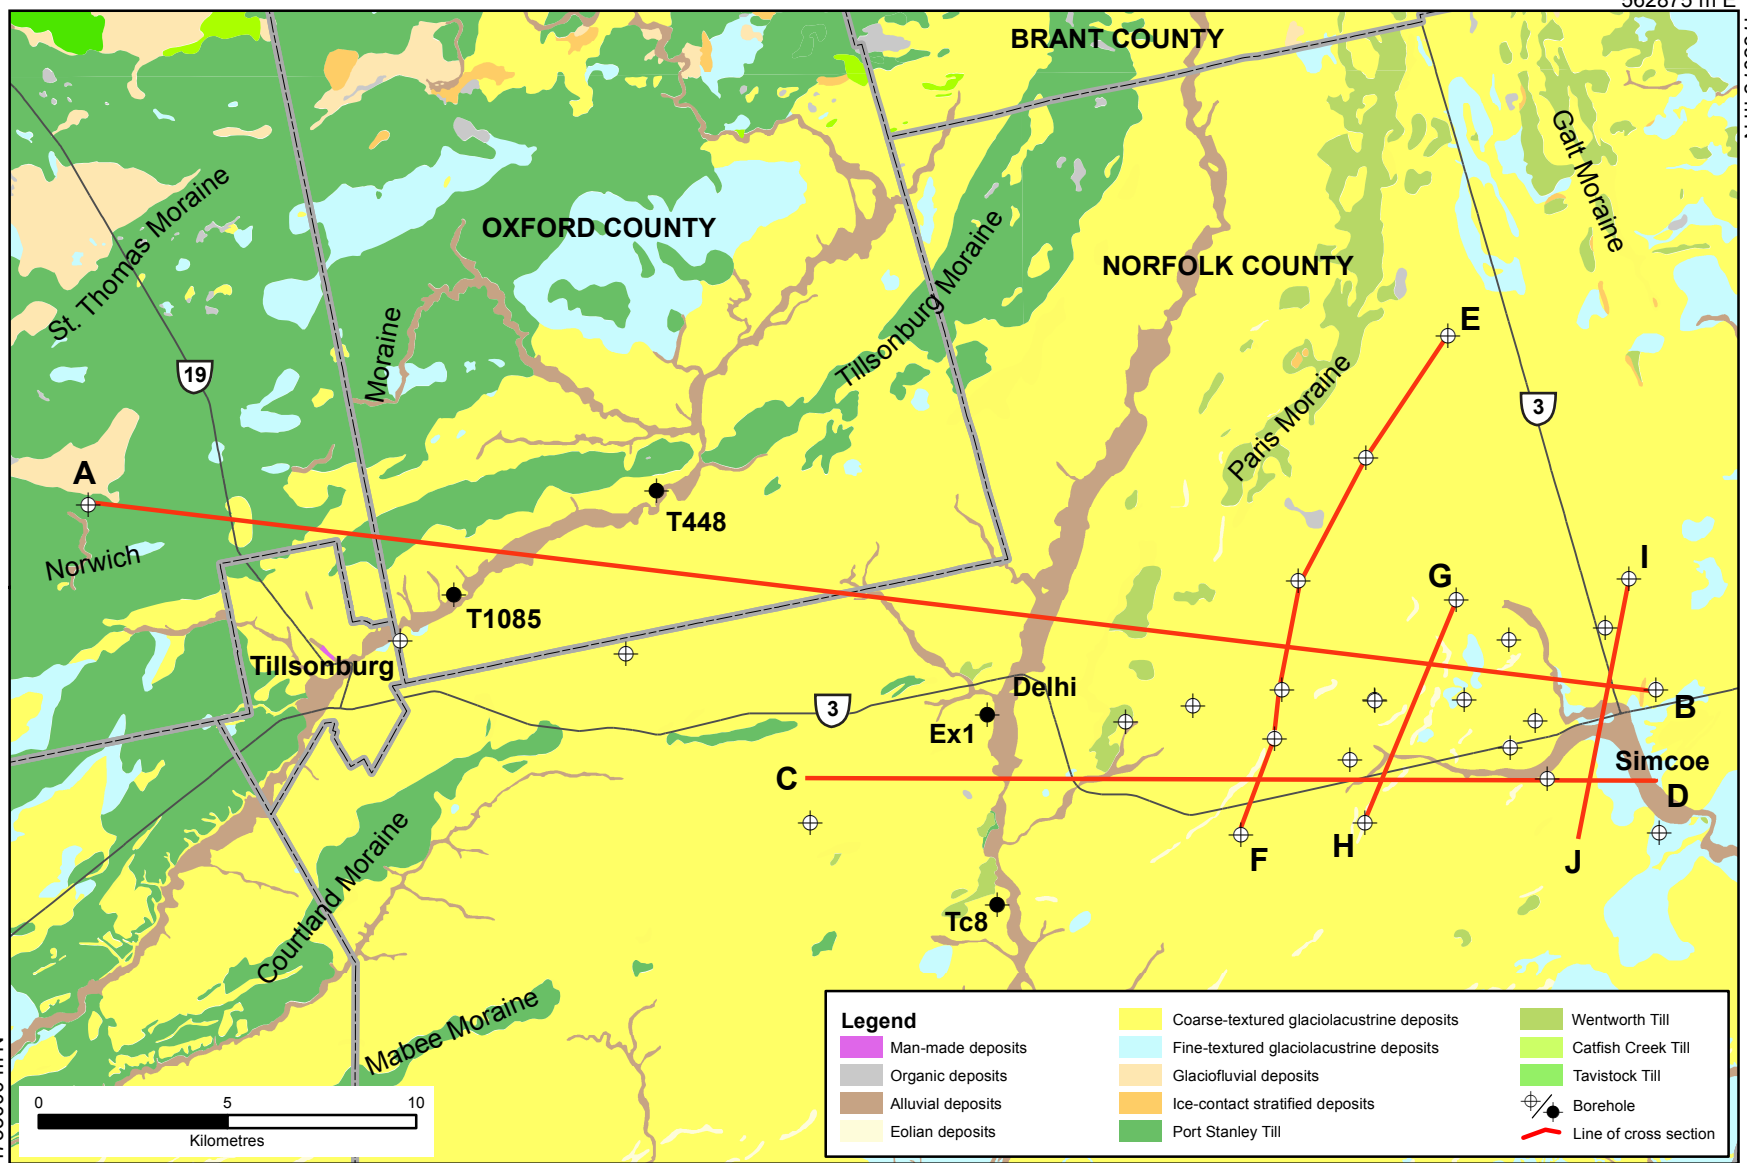 562875 m E
BRANT COUNTY
Galt Moraine
St. Thomas Moraine
OXFORD COUNTY
Tillsonburg Moraine
NORFOLK COUNTY
E
Moraine
19
Paris Moraine
3
A
T448
Norwich
I
G
T1085
Tillsonburg
Delhi
B
3
Ex1
Simcoe
C
D
Courtland Moraine
F
H
J
Tc8
Mabee Moraine
Legend
Man-made deposits
Organic deposits
Alluvial deposits
Eolian deposits
Coarse-textured glaciolacustrine deposits
Fine-textured glaciolacustrine deposits
Glaciofluvial deposits
Ice-contact stratified deposits
Port Stanley Till
Wentworth Till
Catfish Creek Till
Tavistock Till
Borehole
Line of cross section
0 5 10
Kilometres